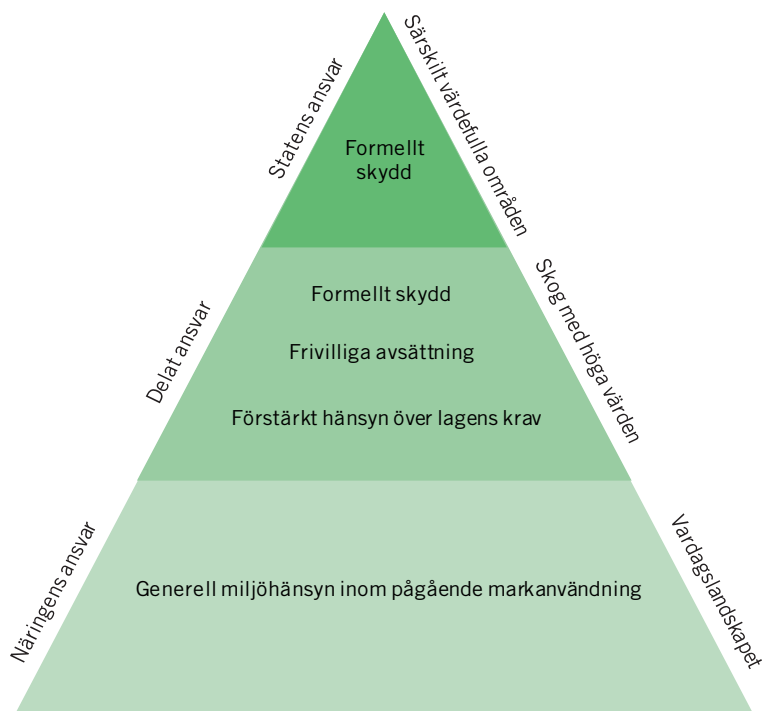 Statens ansvar
Särskilt värdefulla områden
Formellt
skydd
Delat ansvar
Skog med höga värden
Formellt skydd
Frivilliga avsättning
Förstärkt hänsyn över lagens krav
Näringens ansvar
Vardagslandskapet
Generell miljöhänsyn inom pågående markanvändning